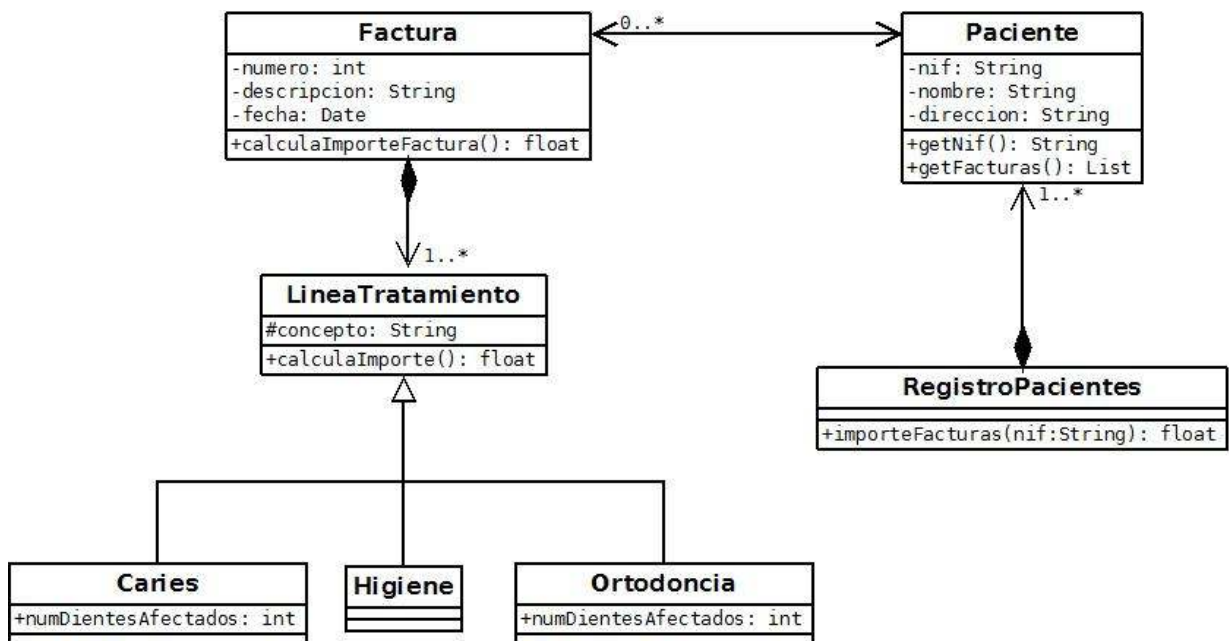 Factura
-numero: int
-descripcion: String
-fecha: Date
+calculaImporteFactura(): float
0..*
Paciente
-nif: String
-nombre: String
-direccion: String
+getNif(): String
+getFacturas(): List
1..*
1..*
LineaTratamiento
#concepto: String
+calculaImporte(): float
RegistroPacientes
+importeFacturas(nif:String): float
Caries
+numDientesAfectados: int
Higiene
Ortodoncia
+numDientesAfectados: int